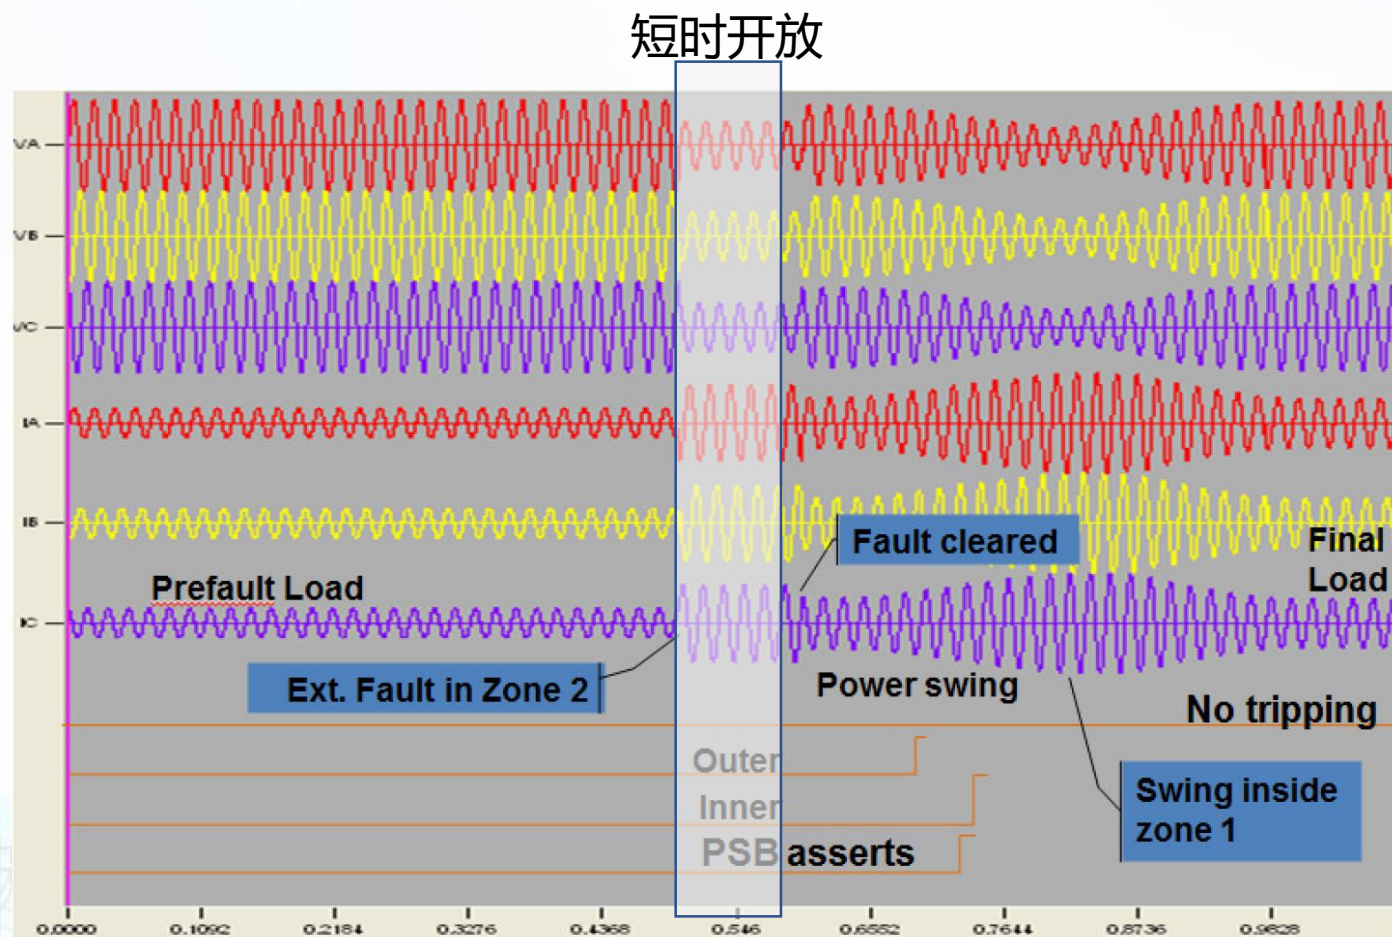 短时开放
VA
VB
VC
IA
IB
IC
Prefault Load
Ext. Fault in Zone 2
Fault cleared
Final
Load
Power swing
No tripping
Outer
Inner
PSB asserts
Swing inside
zone 1
0.0000 0.1092 0.2184 0.3276 0.4368 0.546 0.6552 0.7644 0.8736 0.9828